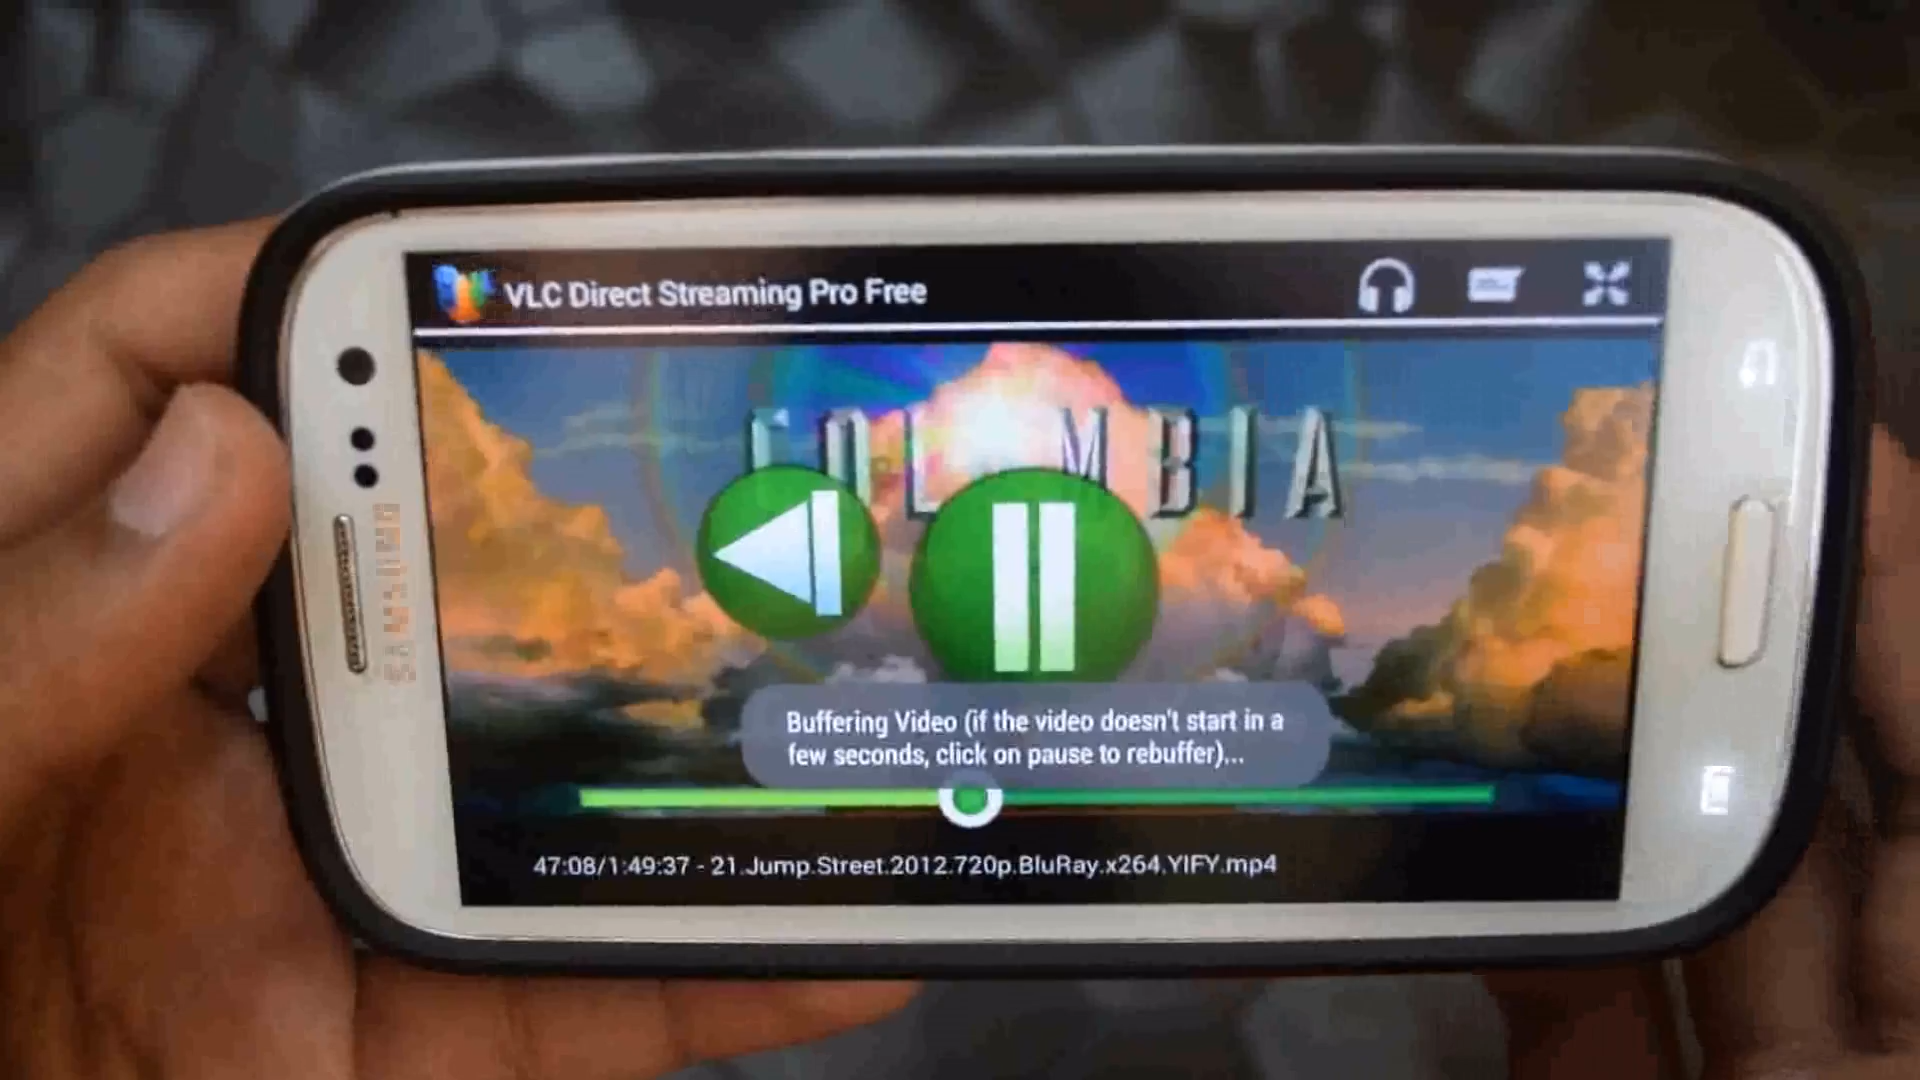 VLC Direct Streaming Pro Free
COLUMBIA
SAMSUNG
Buffering Video (if the video doesn't start in a
few seconds, click on pause to rebuffer)...
47:08/1:49:37 - 21.Jump.Street.2012.720p.BluRay.x264.YIFY.mp4